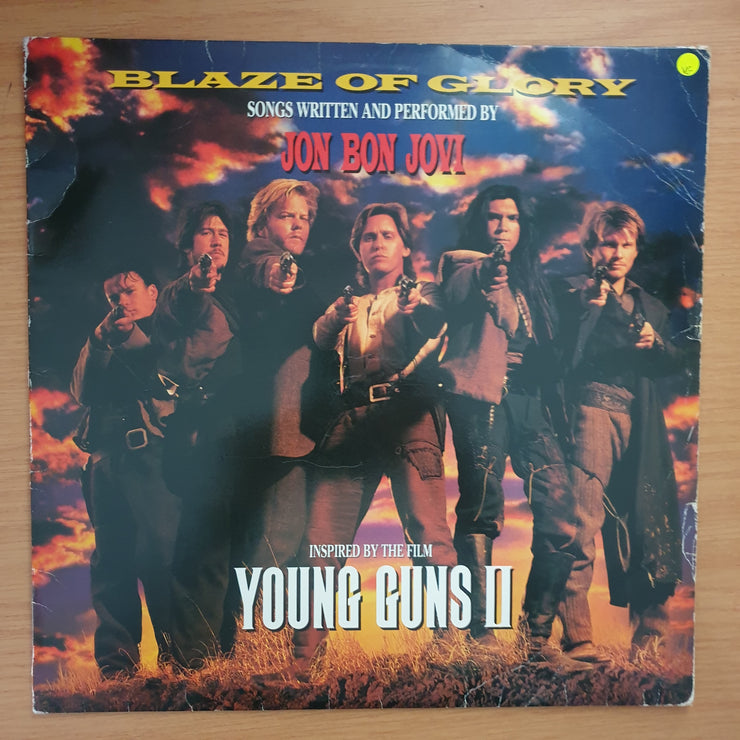 BLAZE OF GLORY
SONGS WRITTEN AND PERFORMED BY
JON BON JOVI
INSPIRED BY THE FILM
YOUNG GUNS II